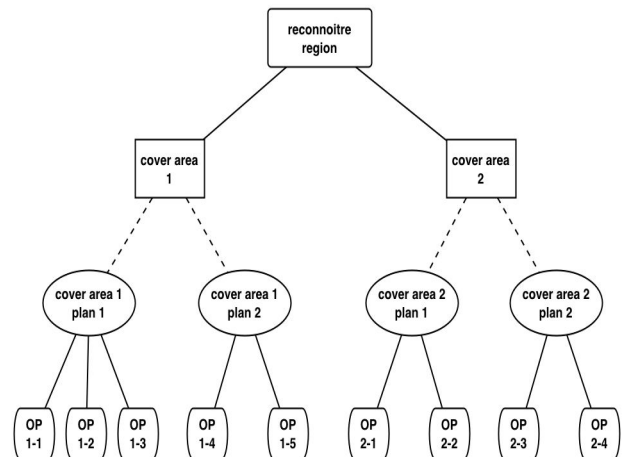 reconnoitre
region
cover area
1
cover area
2
cover area 1
plan 1
cover area 1
plan 2
cover area 2
plan 1
cover area 2
plan 2
OP
1-1
OP
1-2
OP
1-3
OP
1-4
OP
1-5
OP
2-1
OP
2-2
OP
2-3
OP
2-4